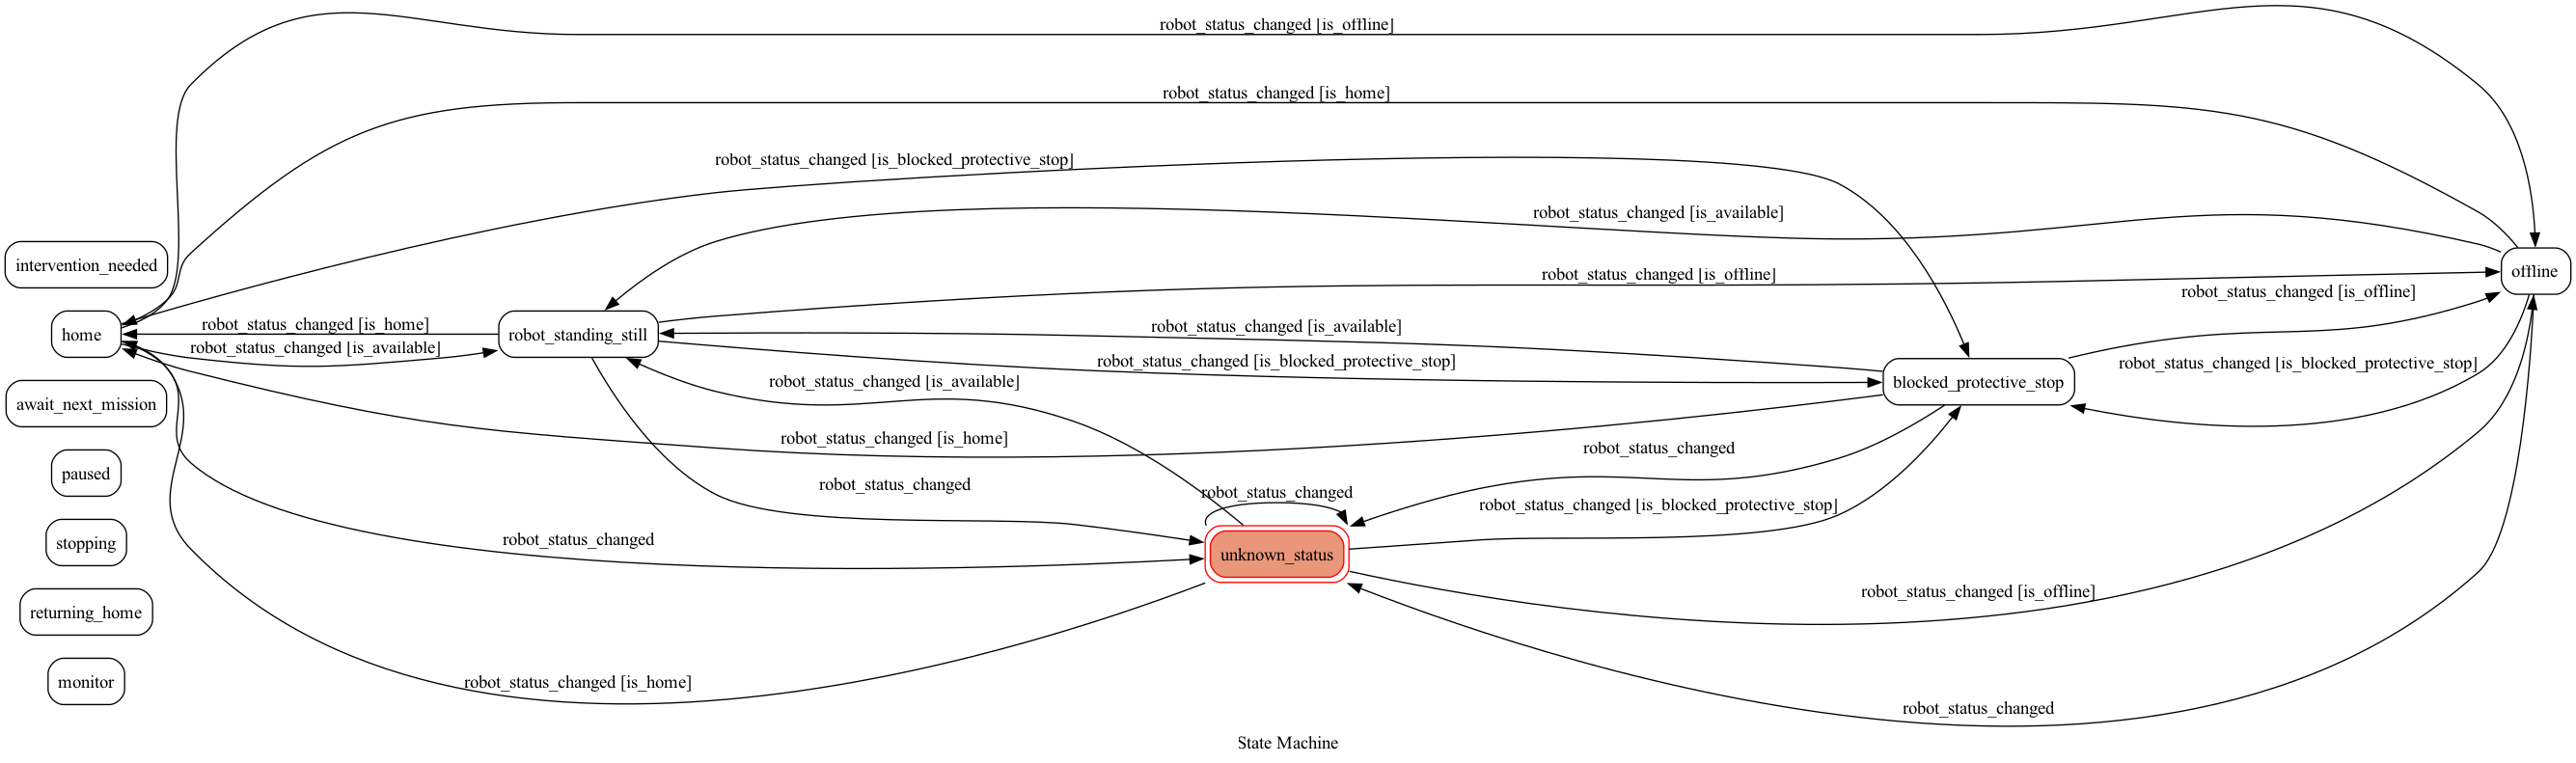 robot_status_changed [is_offline]
robot_status_changed [is_home]
robot_status_changed [is_blocked_protective_stop]
robot_status_changed [is_available]
intervention_needed
offline
robot_status_changed [is_offline]
robot_status_changed [is_offline]
home
robot_status_changed [is_home]
robot_status_changed [is_available]
robot_standing_still
robot_status_changed [is_available]
robot_status_changed [is_blocked_protective_stop]
robot_status_changed [is_blocked_protective_stop]
robot_status_changed [is_available]
blocked_protective_stop
await_next_mission
robot_status_changed [is_home]
robot_status_changed
paused
robot_status_changed
robot_status_changed
robot_status_changed [is_blocked_protective_stop]
stopping
robot_status_changed
unknown_status
robot_status_changed [is_offline]
returning_home
monitor
robot_status_changed [is_home]
robot_status_changed
State Machine